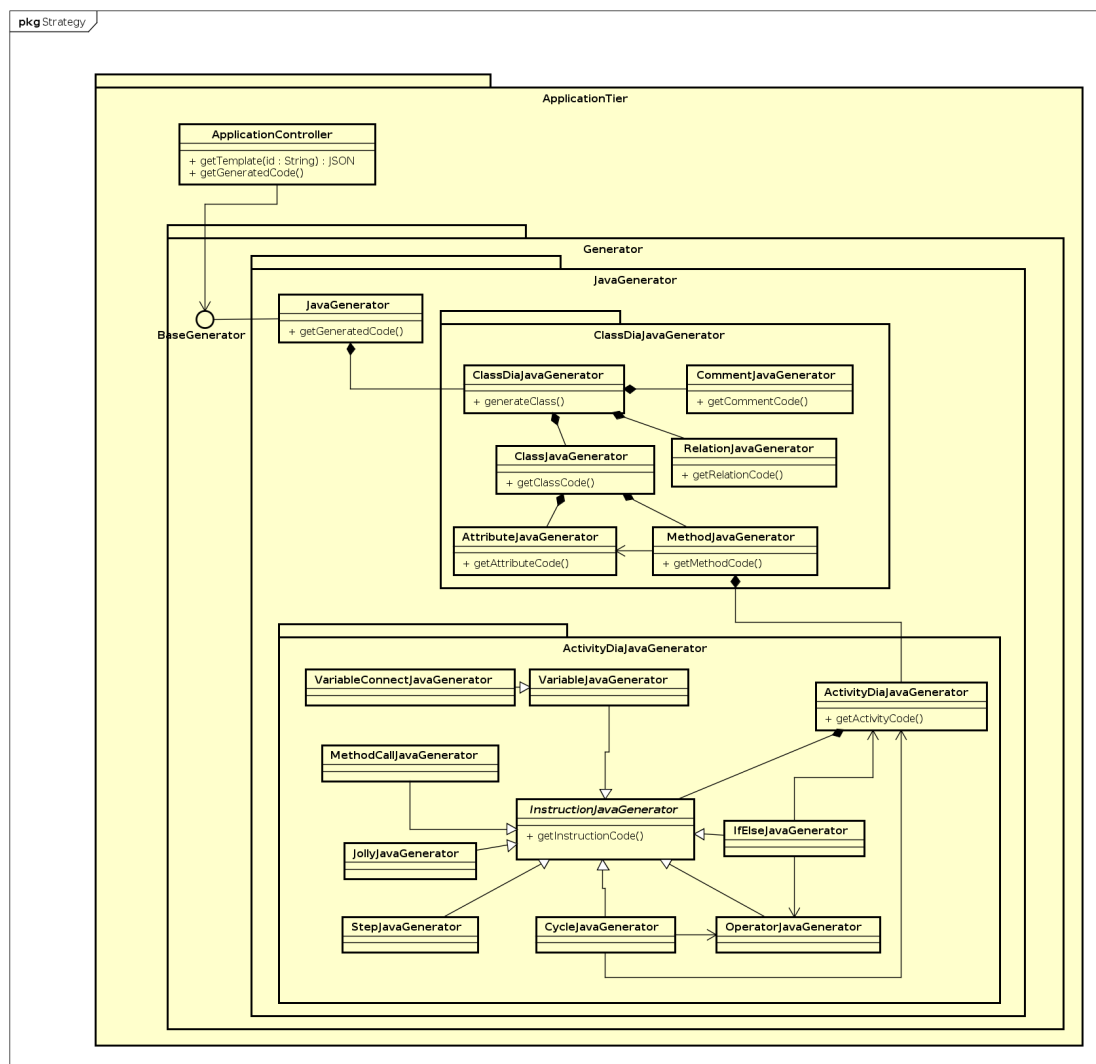 pkg Strategy
ApplicationTier
ApplicationController
+ getTemplate(id : String) : JSON
+ getGeneratedCode()
Generator
JavaGenerator
JavaGenerator
+ getGeneratedCode()
BaseGenerator
ClassDiaJavaGenerator
ClassDiaJavaGenerator
+ generateClass()
CommentJavaGenerator
+ getCommentCode()
ClassJavaGenerator
+ getClassCode()
RelationJavaGenerator
+ getRelationCode()
AttributeJavaGenerator
+ getAttributeCode()
MethodJavaGenerator
+ getMethodCode()
ActivityDiaJavaGenerator
VariableConnectJavaGenerator
VariableJavaGenerator
ActivityDiaJavaGenerator
+ getActivityCode()
MethodCallJavaGenerator
InstructionJavaGenerator
+ getInstructionCode()
IfElseJavaGenerator
JollyJavaGenerator
StepJavaGenerator
CycleJavaGenerator
OperatorJavaGenerator